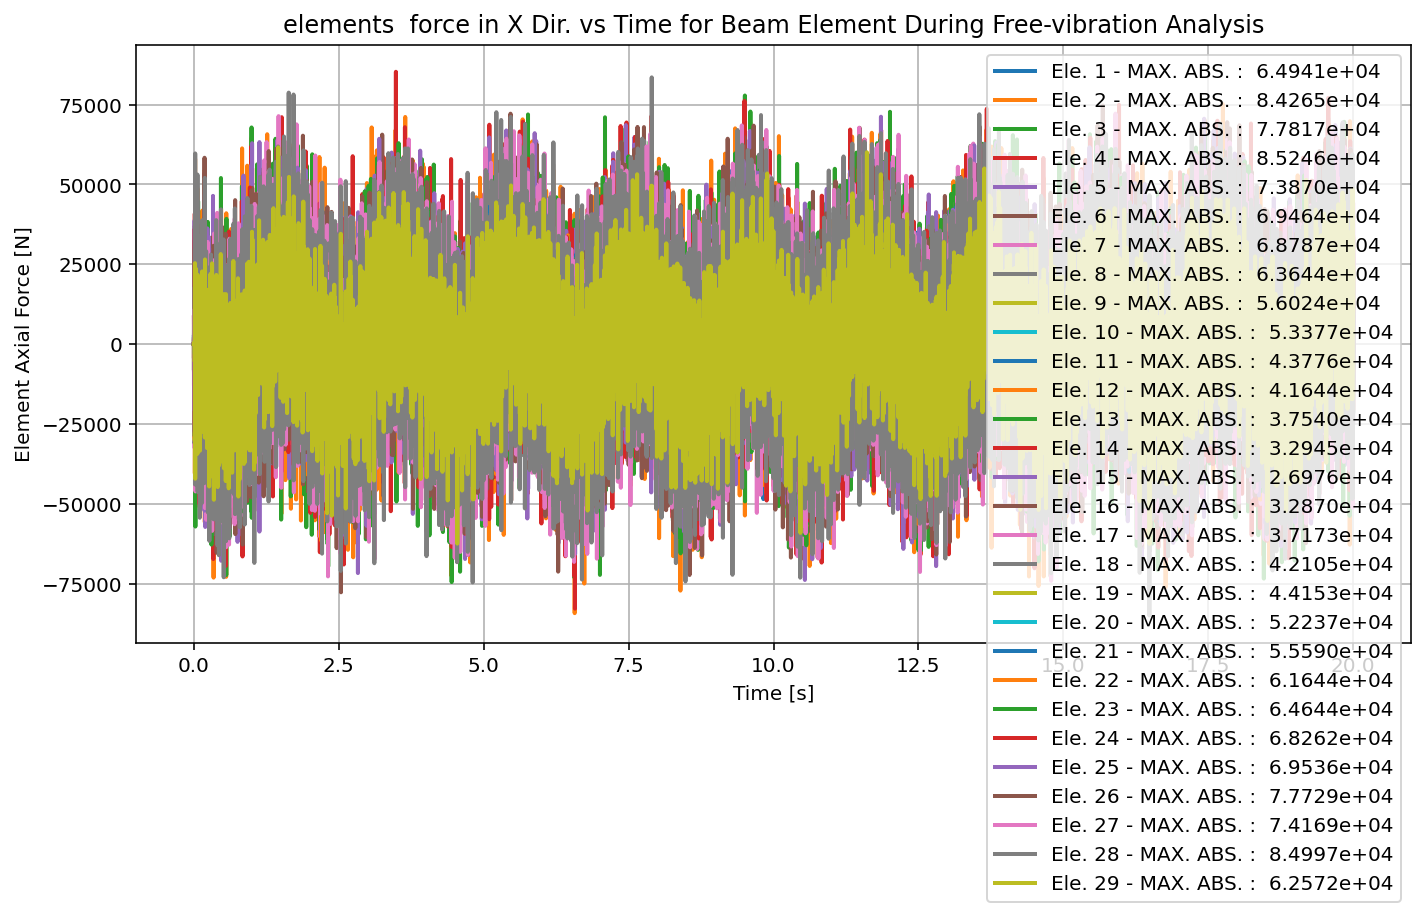 elements  force in X Dir. vs Time for Beam Element During Free-vibration Analysis
Element Axial Force [N]
75000
50000
25000
0
−25000
−50000
−75000
0.0
2.5
5.0
7.5
10.0
12.5
15.0
17.5
20.0
Time [s]
Ele. 1 - MAX. ABS. :  6.4941e+04
Ele. 2 - MAX. ABS. :  8.4265e+04
Ele. 3 - MAX. ABS. :  7.7817e+04
Ele. 4 - MAX. ABS. :  8.5246e+04
Ele. 5 - MAX. ABS. :  7.3870e+04
Ele. 6 - MAX. ABS. :  6.9464e+04
Ele. 7 - MAX. ABS. :  6.8787e+04
Ele. 8 - MAX. ABS. :  6.3644e+04
Ele. 9 - MAX. ABS. :  5.6024e+04
Ele. 10 - MAX. ABS. :  5.3377e+04
Ele. 11 - MAX. ABS. :  4.3776e+04
Ele. 12 - MAX. ABS. :  4.1644e+04
Ele. 13 - MAX. ABS. :  3.7540e+04
Ele. 14 - MAX. ABS. :  3.2945e+04
Ele. 15 - MAX. ABS. :  2.6976e+04
Ele. 16 - MAX. ABS. :  3.2870e+04
Ele. 17 - MAX. ABS. :  3.7173e+04
Ele. 18 - MAX. ABS. :  4.2105e+04
Ele. 19 - MAX. ABS. :  4.4153e+04
Ele. 20 - MAX. ABS. :  5.2237e+04
Ele. 21 - MAX. ABS. :  5.5590e+04
Ele. 22 - MAX. ABS. :  6.1644e+04
Ele. 23 - MAX. ABS. :  6.4644e+04
Ele. 24 - MAX. ABS. :  6.8262e+04
Ele. 25 - MAX. ABS. :  6.9536e+04
Ele. 26 - MAX. ABS. :  7.7729e+04
Ele. 27 - MAX. ABS. :  7.4169e+04
Ele. 28 - MAX. ABS. :  8.4997e+04
Ele. 29 - MAX. ABS. :  6.2572e+04